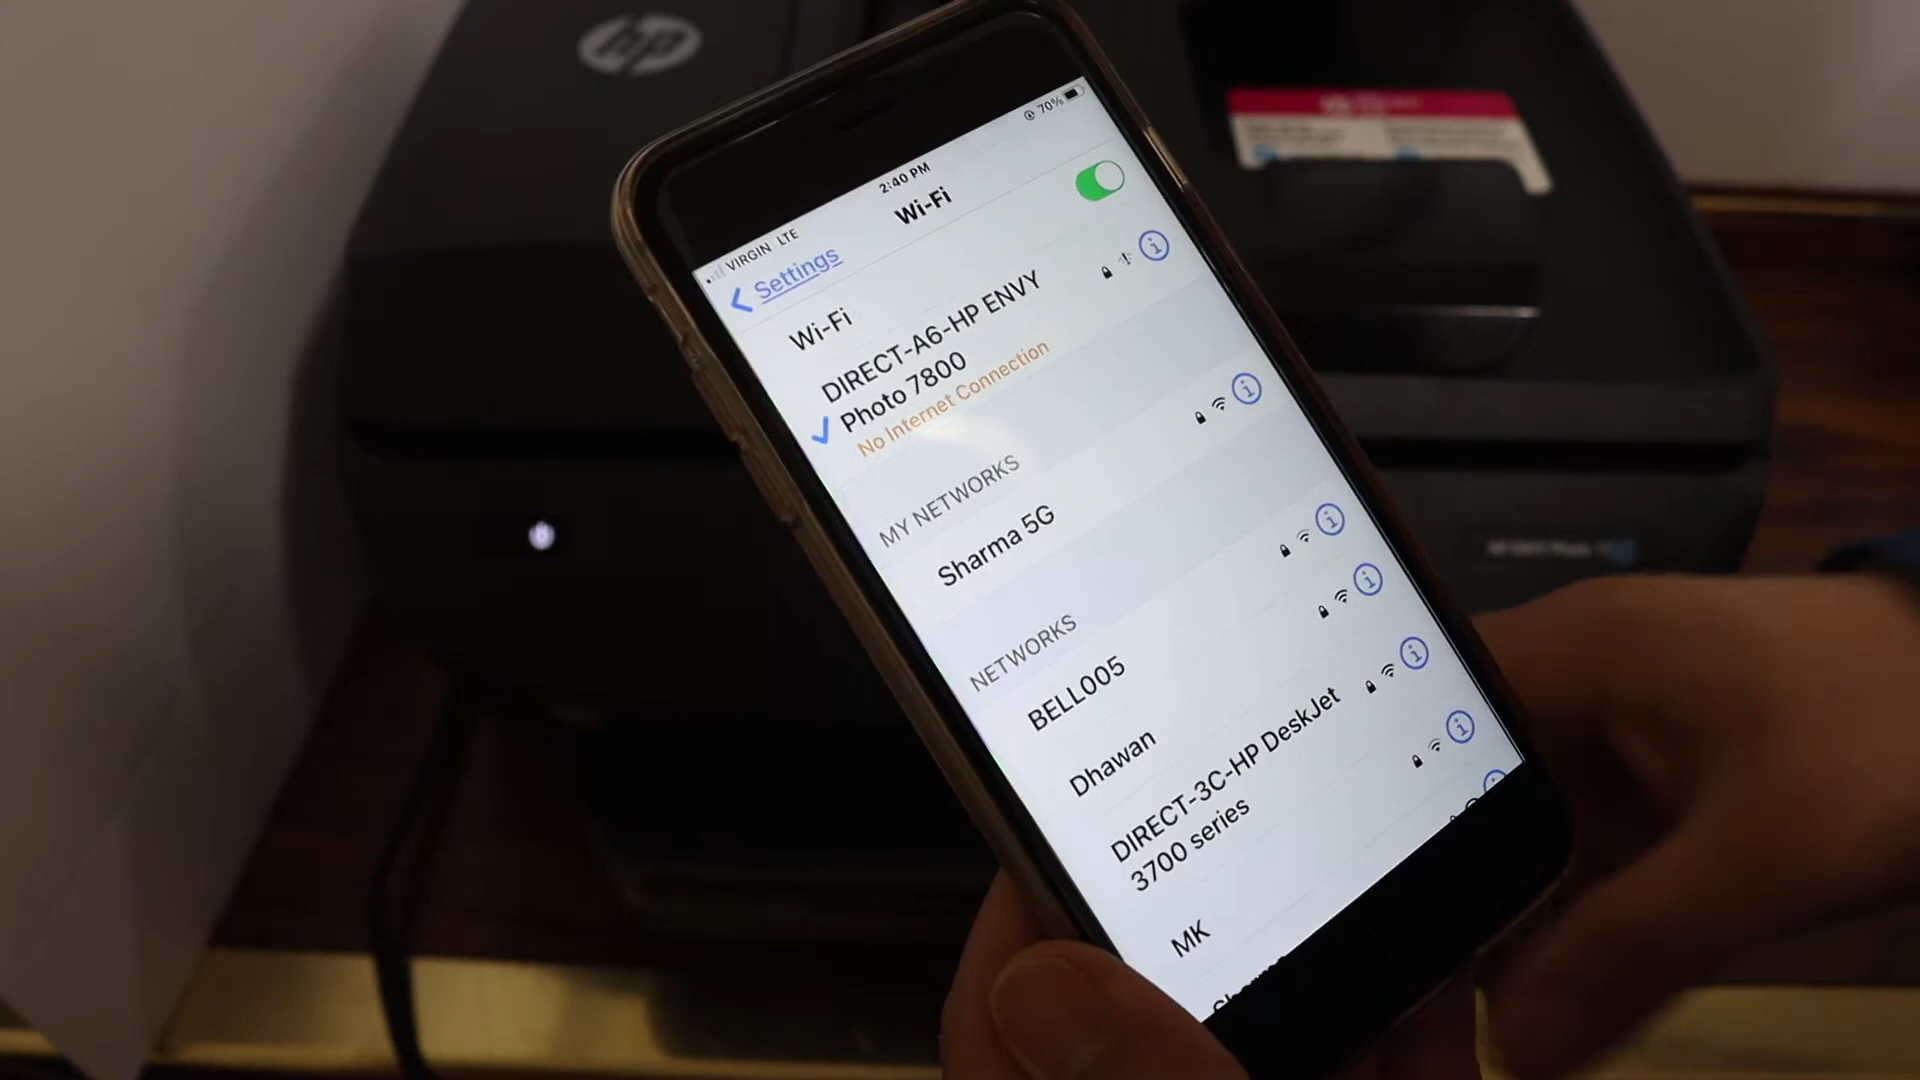 hp
70%
2:40 PM
VIRGIN LTE
Wi-Fi
Settings
Wi-Fi
DIRECT-A6-HP ENVY
Photo 7800
No Internet Connection
MY NETWORKS
Sharma 5G
NETWORKS
BELL005
Dhawan
DIRECT-3C-HP DeskJet
3700 series
MK